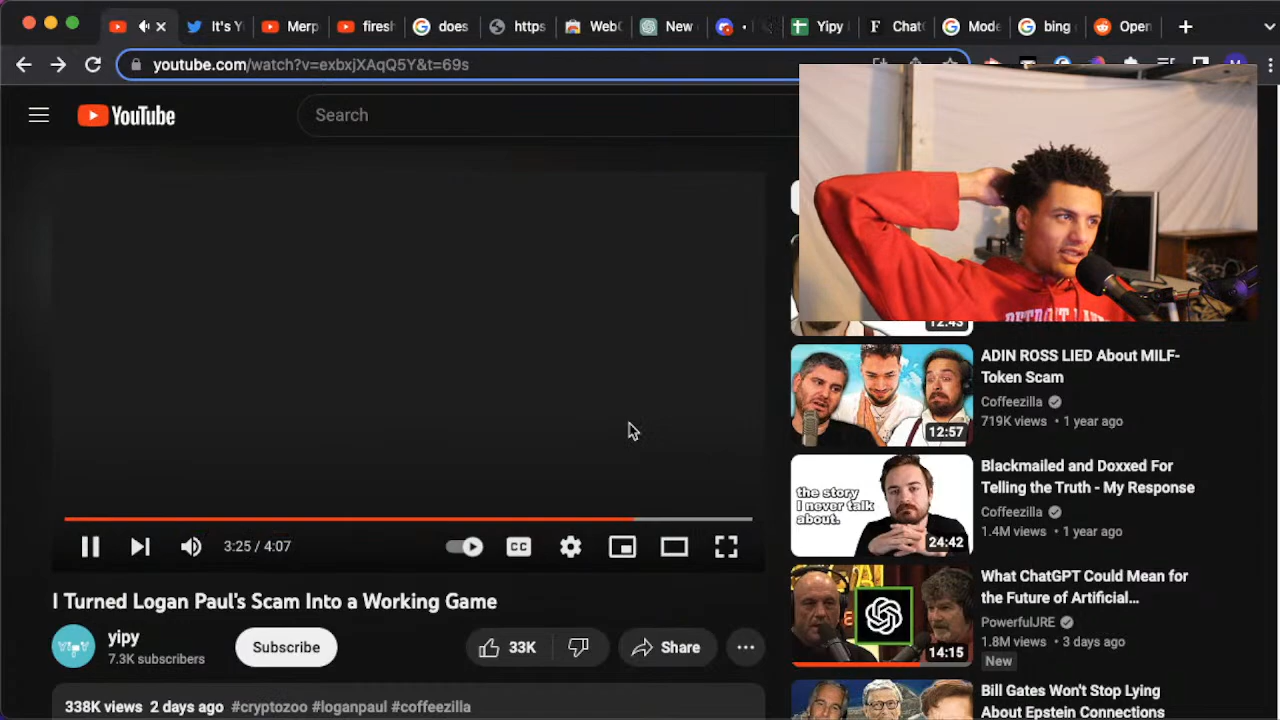 It's Y
Merp
firesh
does
https
WebC
New
Yipy
Chat
Mode
bing
Open
youtube.com/watch?v=exbxjXAqQ5Y&t=69s
YouTube
Search
12:43
ADIN ROSS LIED About MILF-
Token Scam
Coffeezilla
719K views • 1 year ago
12:57
the story
I never talk
about.
Blackmailed and Doxxed For
Telling the Truth - My Response
Coffeezilla
1.4M views • 1 year ago
24:42
3:25 / 4:07
CC
What ChatGPT Could Mean for
the Future of Artificial...
PowerfulJRE
1.8M views • 3 days ago
New
14:15
I Turned Logan Paul's Scam Into a Working Game
yipy
7.3K subscribers
Subscribe
33K
Share
338K views 2 days ago #cryptozoo #loganpaul #coffeezilla
Bill Gates Won't Stop Lying
About Epstein Connections